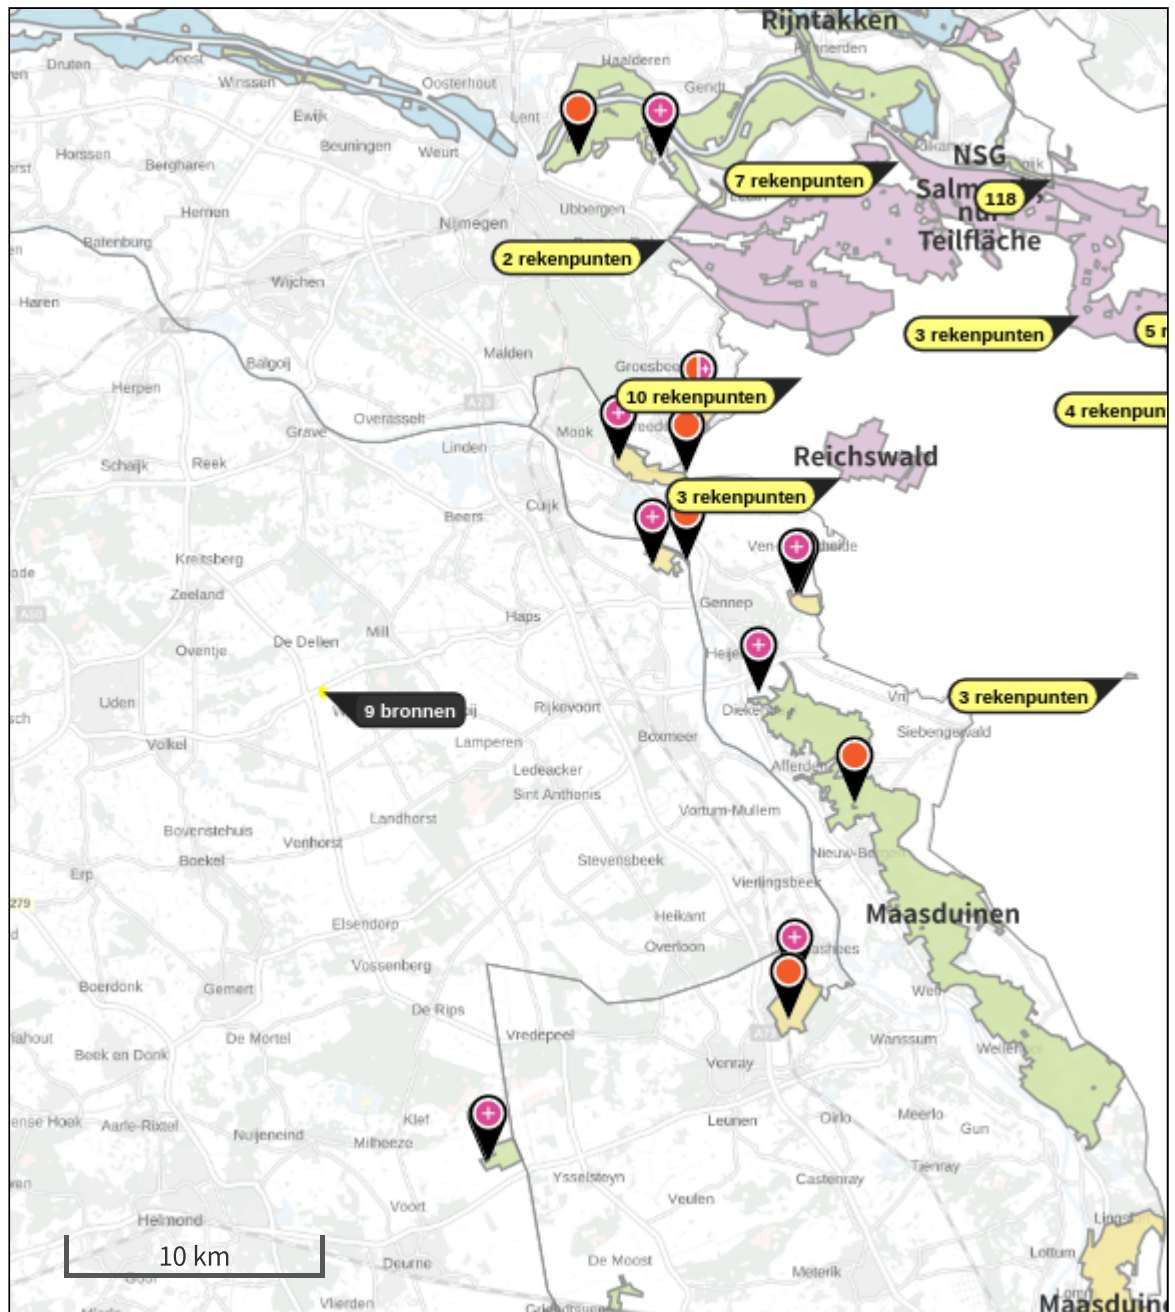 Rijntakken
Druten
Deest
Haalderen
Winssen
Oosterhout
Gendt
Ewijk
Lent
Horssen
Beuningen
Weurt
NSG
Bergharen
7 rekenpunten
118
Hernen
Ubbergen
Nijmegen
Teilfläche
Batenburg
2 rekenpunten
Wijchen
Haren
3 rekenpunten
Malden
Balgoij
Herpen
A73
10 rekenpunten
4 rekenpun
Overasselt
Grave
Mook
Linden
Reichswald
Schaijk
Reek
3 rekenpunten
Cuijk
Beers
Kreitsberg
Zeeland
Gennep
A50
Haps
Mill
De Dellen
Oventje
3 rekenpunten
Vrij
Uden
9 bronnen
Rijkevoort
Siebengewald
Volkel
Lamperen
Boxmeer
Ledeacker
Sint Anthonis
Vortum-Mullem
Landhorst
Bovenstehuis
Venhorst
Boekel
Stevensbeek
Nieuw-Bergen
Erp
Vierlingsbeek
279
Heikant
Maasduinen
Elsendorp
Overloon
Vossenberg
Boerdonk
Gemert
Well
De Rips
Vredepeel
De Mortel
Wanssum
Beek en Donk
Venray
Klef
Leunen
Oirlo
Meerlo
Aarle-Rixtel
Nuijeneind
Milheeze
Gun
Tienray
Ysselsteyn
Castenray
Veulen
Voort
Helmond
10 km
Lottum
De Moost
Deurne
Meterik
Vlierden